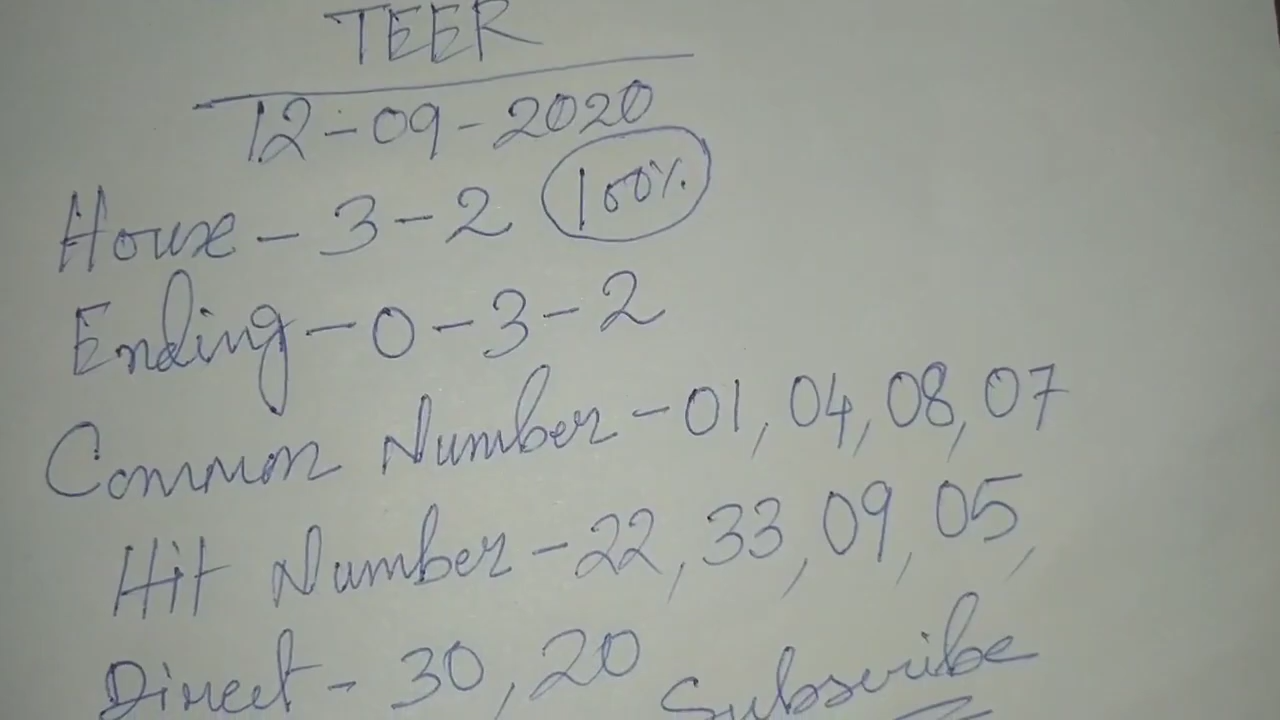 TEER
12-09-2020
House - 3 - 2 100%
Ending - 0 - 3 - 2
Common Number - 01, 04, 08, 07
Hit Number - 22, 33, 09, 05,
Direct - 30, 20 Subscribe